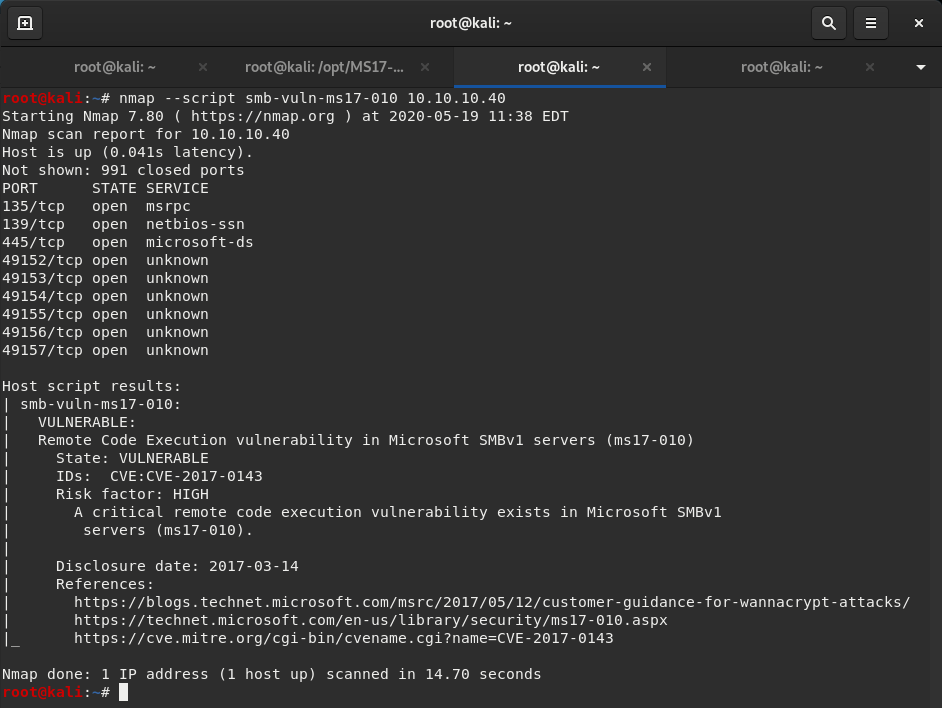 root@kali: ~
root@kali: ~
root@kali: /opt/MS17-...
root@kali: ~
root@kali: ~
root@kali:~# nmap --script smb-vuln-ms17-010 10.10.10.40
Starting Nmap 7.80 ( https://nmap.org ) at 2020-05-19 11:38 EDT
Nmap scan report for 10.10.10.40
Host is up (0.041s latency).
Not shown: 991 closed ports
PORT      STATE SERVICE
135/tcp   open  msrpc
139/tcp   open  netbios-ssn
445/tcp   open  microsoft-ds
49152/tcp open  unknown
49153/tcp open  unknown
49154/tcp open  unknown
49155/tcp open  unknown
49156/tcp open  unknown
49157/tcp open  unknown

Host script results:
| smb-vuln-ms17-010:
|   VULNERABLE:
|   Remote Code Execution vulnerability in Microsoft SMBv1 servers (ms17-010)
|     State: VULNERABLE
|     IDs:  CVE:CVE-2017-0143
|     Risk factor: HIGH
|       A critical remote code execution vulnerability exists in Microsoft SMBv1
|        servers (ms17-010).
|
|     Disclosure date: 2017-03-14
|     References:
|       https://blogs.technet.microsoft.com/msrc/2017/05/12/customer-guidance-for-wannacrypt-attacks/
|       https://technet.microsoft.com/en-us/library/security/ms17-010.aspx
|_      https://cve.mitre.org/cgi-bin/cvename.cgi?name=CVE-2017-0143

Nmap done: 1 IP address (1 host up) scanned in 14.70 seconds
root@kali:~#